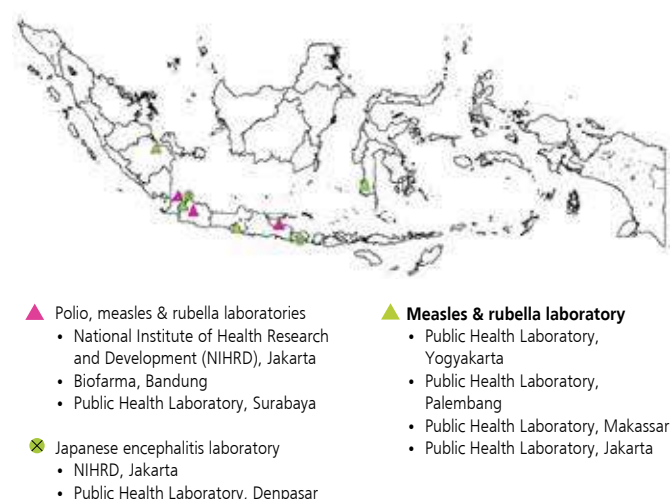 Polio, measles & rubella laboratories
• National Institute of Health Research
and Development (NIHRD), Jakarta
• Biofarma, Bandung
• Public Health Laboratory, Surabaya
Japanese encephalitis laboratory
• NIHRD, Jakarta
• Public Health Laboratory, Denpasar
Measles & rubella laboratory
• Public Health Laboratory,
Yogyakarta
• Public Health Laboratory,
Palembang
• Public Health Laboratory, Makassar
• Public Health Laboratory, Jakarta